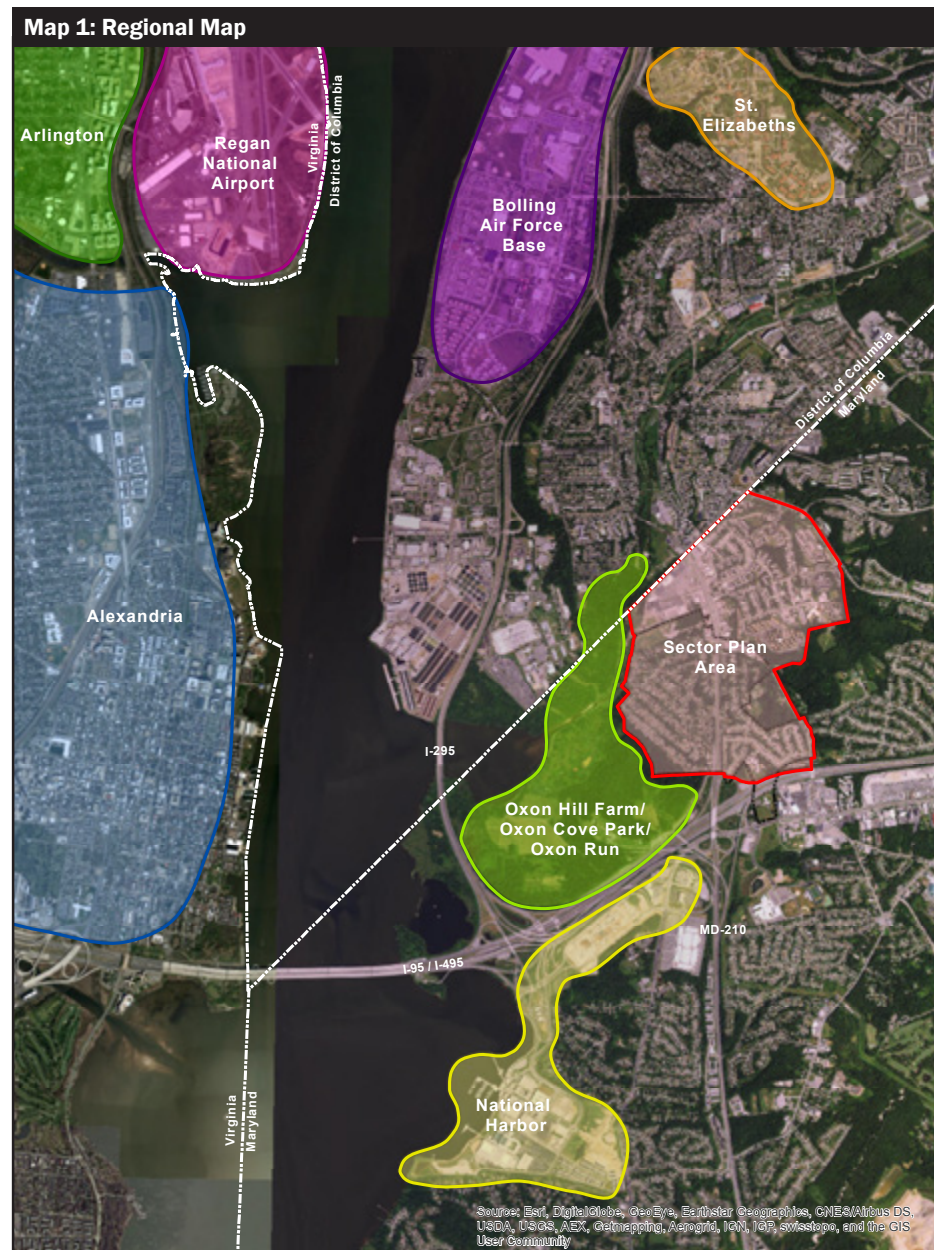 Map 1: Regional Map
Arlington
Regan
National
Airport
Virginia
District of Columbia
Bolling
Air Force
Base
St.
Elizabeths
District of Columbia
Maryland
Alexandria
Sector Plan
Area
I-295
Oxon Hill Farm/
Oxon Cove Park/
Oxon Run
MD-210
I-95 / I-495
National
Harbor
Virginia
Maryland
Source: Esri, DigitalGlobe, GeoEye, Earthstar Geographics, CNES/Airbus DS,
USDA, USGS, AEX, Getmapping, Aerogrid, IGN, IGP, swisstopo, and the GIS
User Community